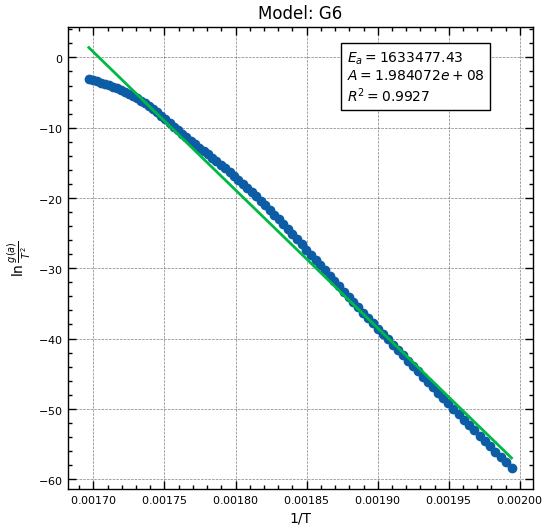 Model: G6
E_a = 1633477.43
A = 1.984072e + 08
R² = 0.9927
0
−10
−20
−30
−40
−50
−60
ln g(a)/T²
0.00170 0.00175 0.00180 0.00185 0.00190 0.00195 0.00200
1/T